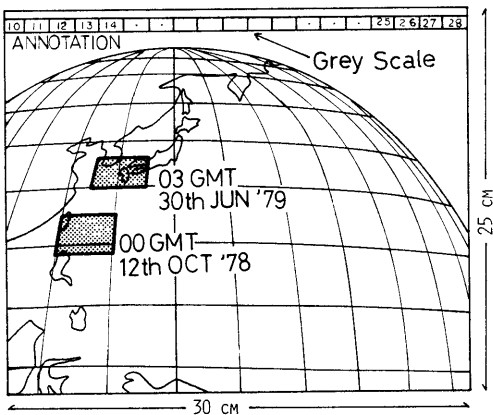 10 11 12 13 14 25 26 27 28
ANNOTATION
Grey Scale
03 GMT
30th JUN '79
00 GMT
12th OCT '78
25 CM
30 CM